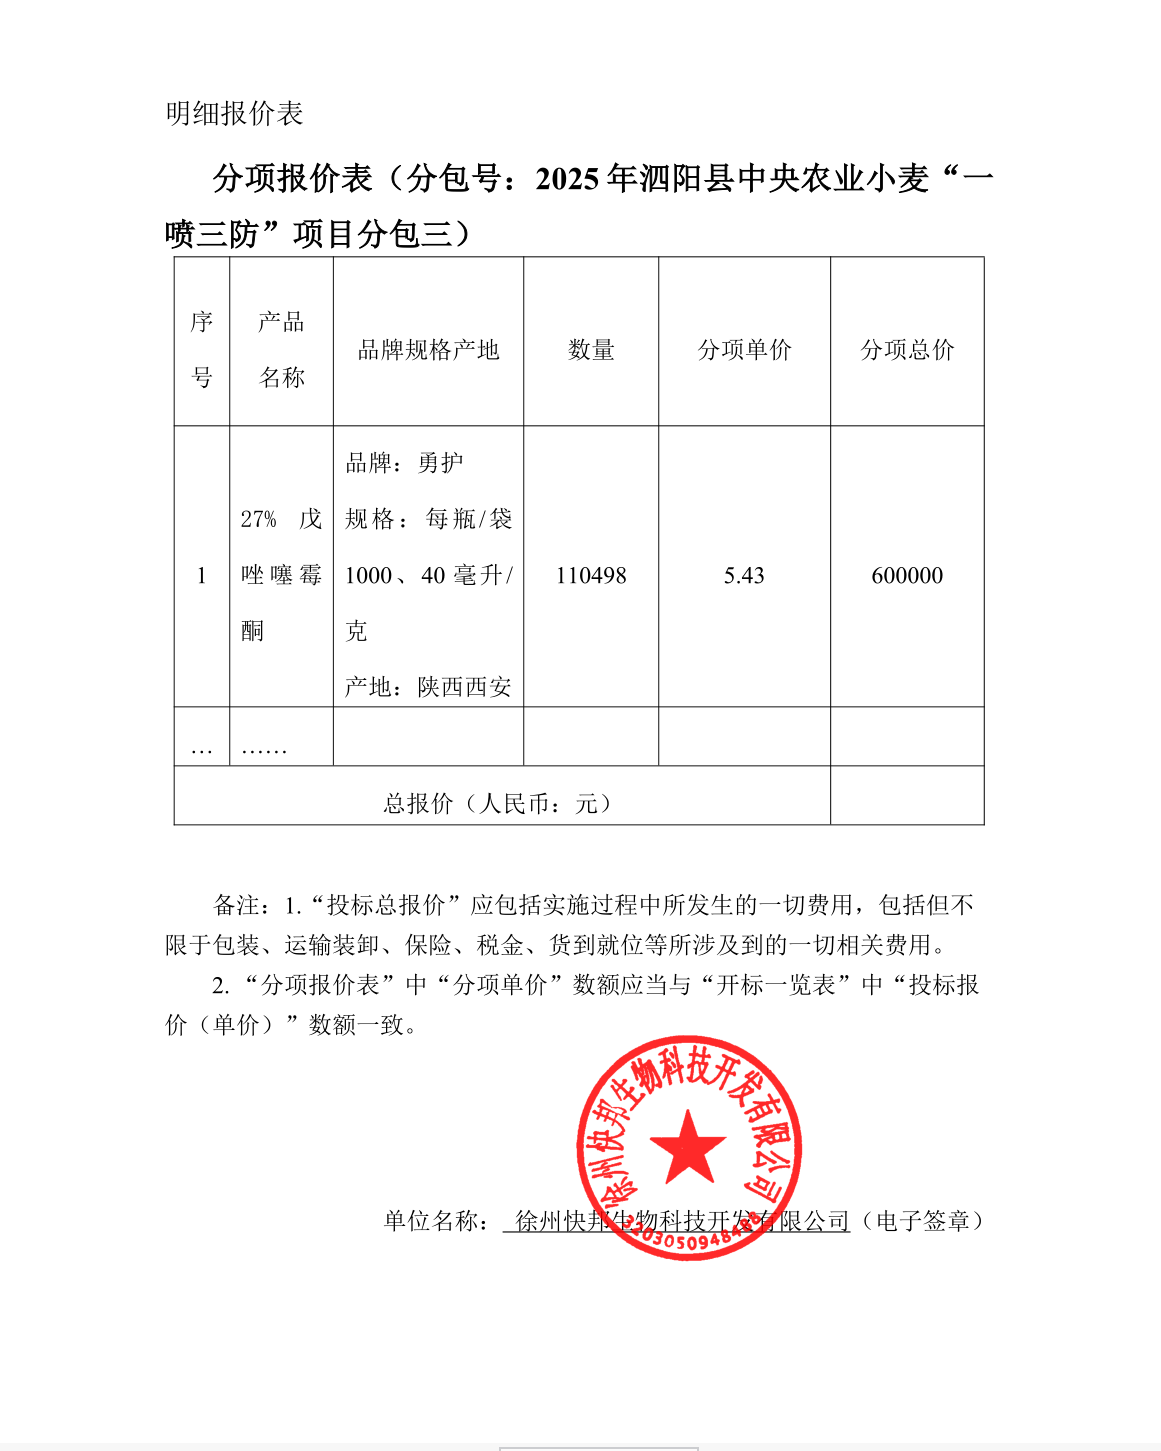 明细报价表
分项报价表（分包号：2025年泗阳县中央农业小麦“一
喷三防”项目分包三）
序
号
产品
名称
品牌规格产地
数量
分项单价
分项总价
1
27% 戊
唑噻霉
酮
品牌：勇护
规格：每瓶/袋
1000、40毫升/
克
产地：陕西西安
110498
5.43
600000
…
……
总报价（人民币：元）
备注：1.“投标总报价”应包括实施过程中所发生的一切费用，包括但不
限于包装、运输装卸、保险、税金、货到就位等所涉及到的一切相关费用。
2. “分项报价表”中“分项单价”数额应当与“开标一览表”中“投标报
价（单价）”数额一致。
徐州快邦生物科技开发有限公司
单位名称： 徐州快邦生物科技开发有限公司（电子签章）
3203050948488